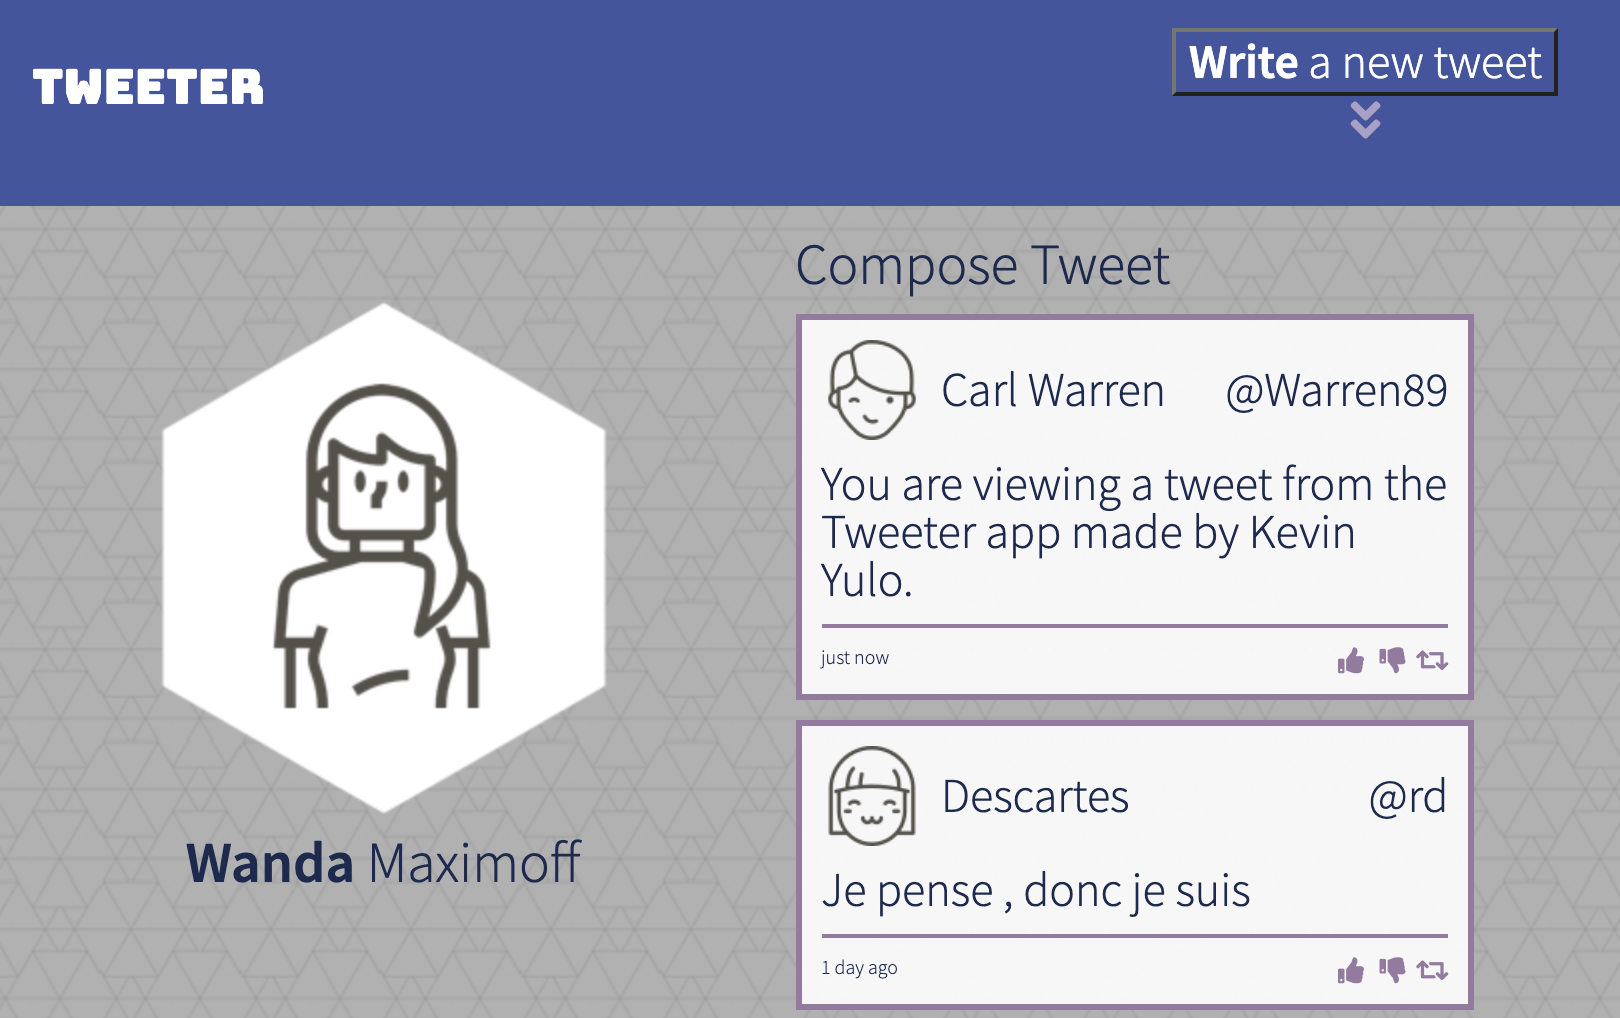 TWEETER
Write a new tweet
Compose Tweet
Carl Warren @Warren89
You are viewing a tweet from the
Tweeter app made by Kevin
Yulo.
just now
Wanda Maximoff
Descartes @rd
Je pense , donc je suis
1 day ago